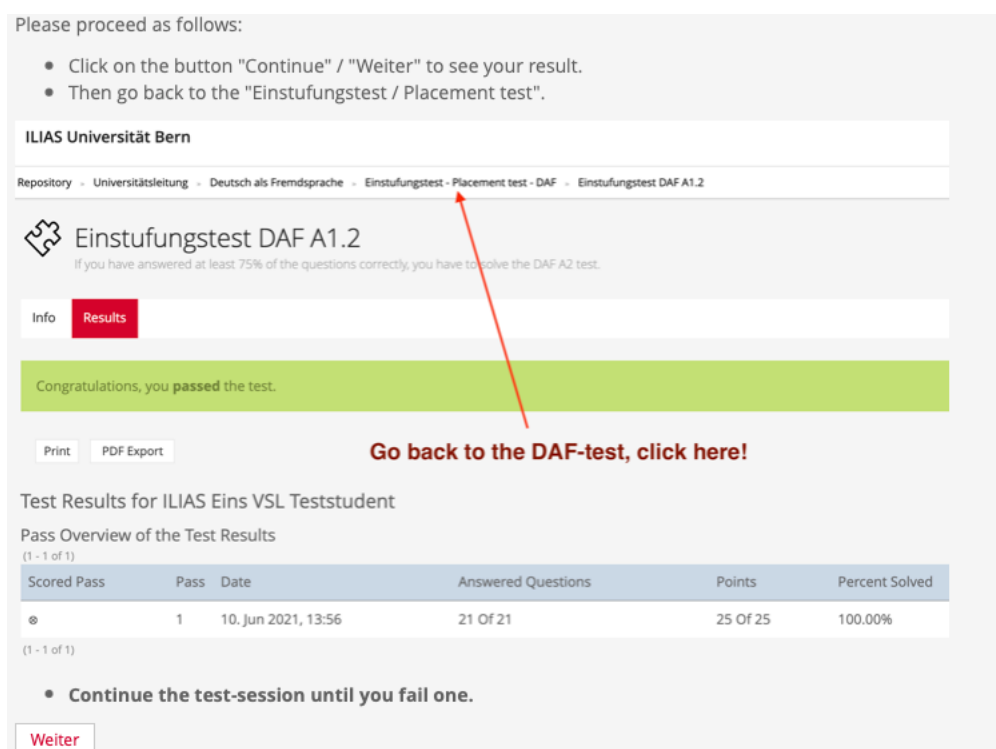 Please proceed as follows:
• Click on the button "Continue" / "Weiter" to see your result.
• Then go back to the "Einstufungstest / Placement test".
ILIAS Universität Bern
Repository » Universitätsleitung » Deutsch als Fremdsprache » Einstufungstest - Placement test - DAF » Einstufungstest DAF A1.2
Einstufungstest DAF A1.2
If you have answered at least 75% of the questions correctly, you have to solve the DAF A2 test.
Info Results
Congratulations, you passed the test.
Print PDF Export
Go back to the DAF-test, click here!
Test Results for ILIAS Eins VSL Teststudent
Pass Overview of the Test Results
(1 - 1 of 1)
Scored Pass Pass Date Answered Questions Points Percent Solved
1 10. Jun 2021, 13:56 21 Of 21 25 Of 25 100.00%
(1 - 1 of 1)
• Continue the test-session until you fail one.
Weiter